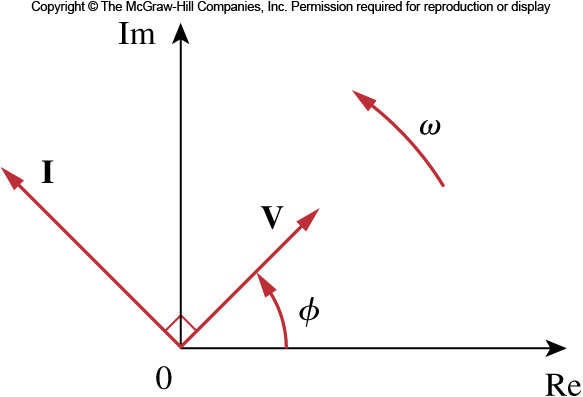 Copyright © The McGraw-Hill Companies, Inc. Permission required for reproduction or display
Im
ω
I
V
ϕ
0
Re